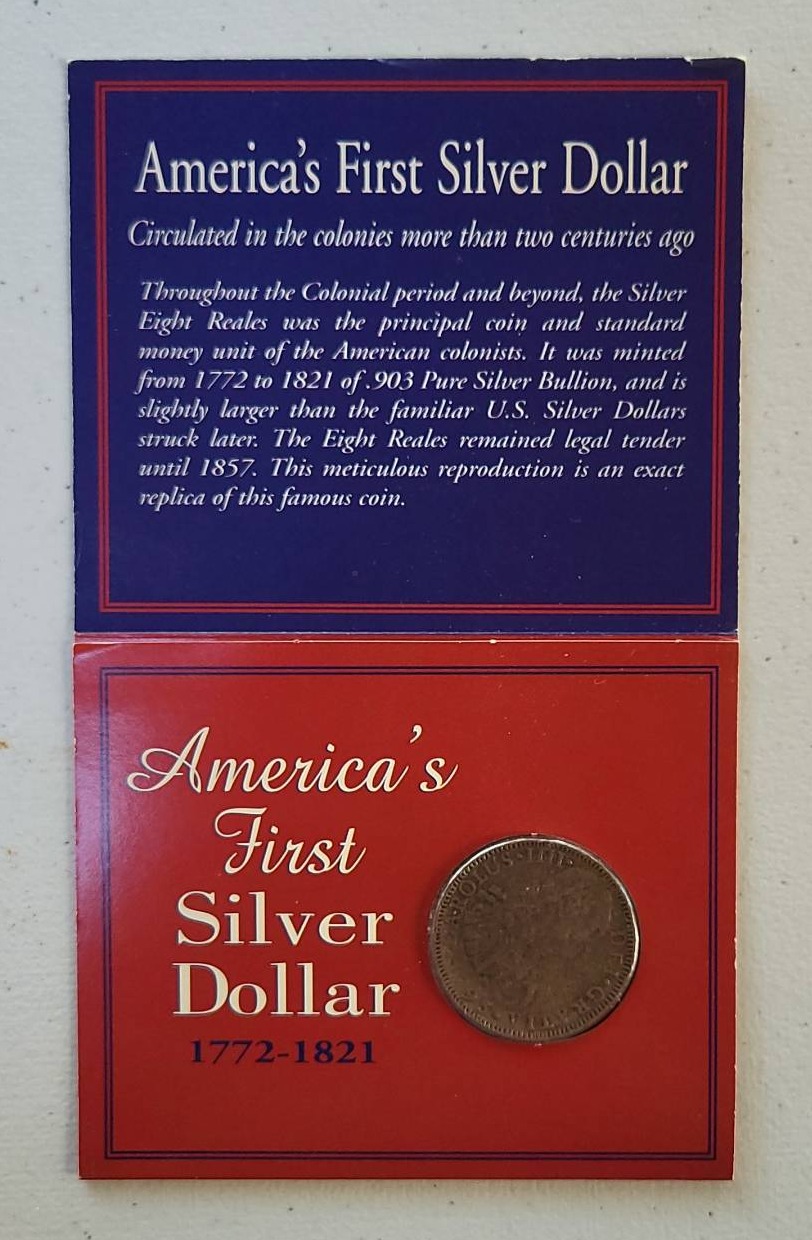 America's First Silver Dollar
Circulated in the colonies more than two centuries ago
Throughout the Colonial period and beyond, the Silver
Eight Reales was the principal coin and standard
money unit of the American colonists. It was minted
from 1772 to 1821 of .903 Pure Silver Bullion, and is
slightly larger than the familiar U.S. Silver Dollars
struck later. The Eight Reales remained legal tender
until 1857. This meticulous reproduction is an exact
replica of this famous coin.
America's
First
Silver
Dollar
1772-1821